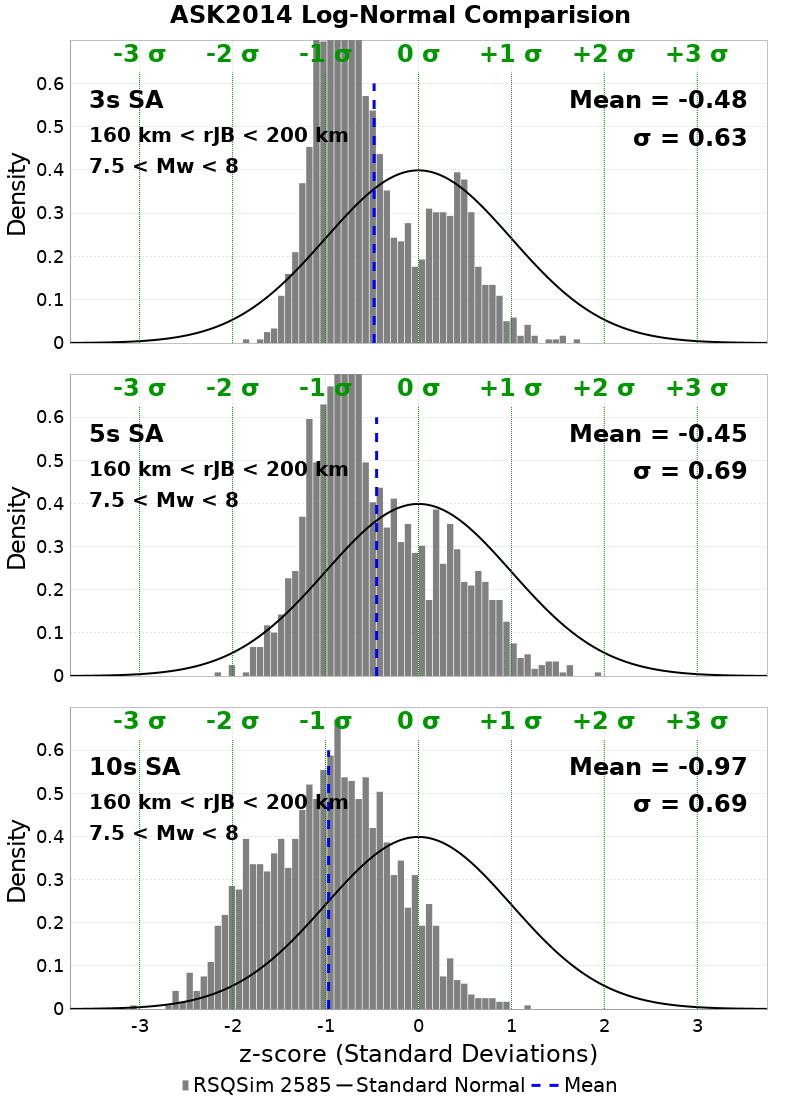 ASK2014 Log-Normal Comparision
-3 σ -2 σ -1 σ 0 σ +1 σ +2 σ +3 σ
0.6
3s SA Mean = -0.48
0.5
160 km < rJB < 200 km σ = 0.63
7.5 < Mw < 8
0.4
0.3
0.2
0.1
0
Density
-3 σ -2 σ -1 σ 0 σ +1 σ +2 σ +3 σ
0.6
5s SA Mean = -0.45
0.5
160 km < rJB < 200 km σ = 0.69
7.5 < Mw < 8
0.4
0.3
0.2
0.1
0
Density
-3 σ -2 σ -1 σ 0 σ +1 σ +2 σ +3 σ
0.6
10s SA Mean = -0.97
0.5
160 km < rJB < 200 km σ = 0.69
7.5 < Mw < 8
0.4
0.3
0.2
0.1
0
Density
-3 -2 -1 0 1 2 3
z-score (Standard Deviations)
RSQSim 2585 Standard Normal Mean